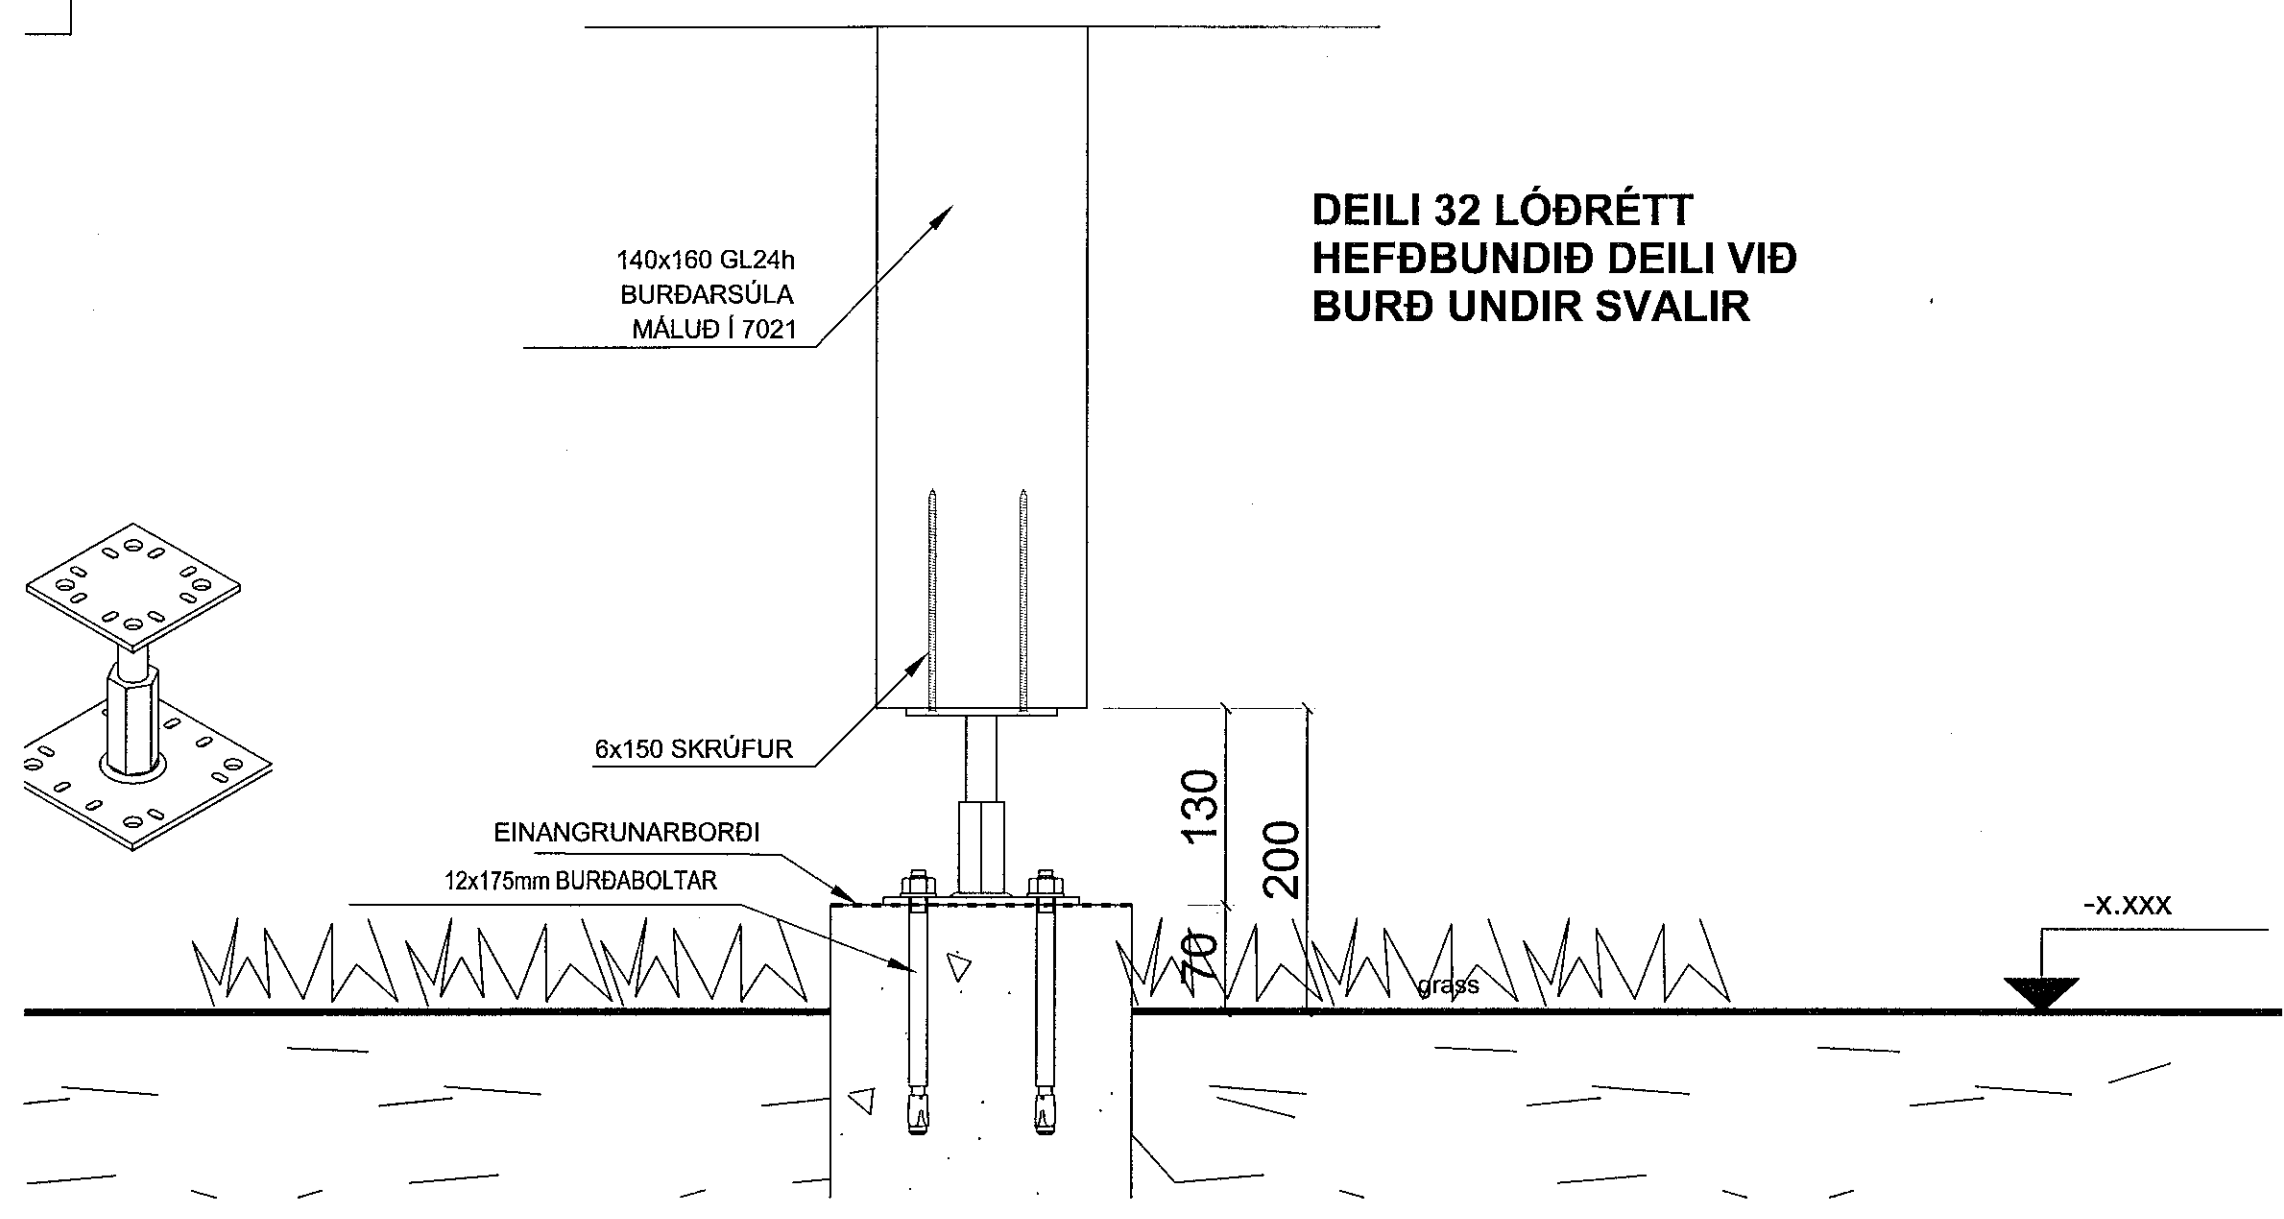 DEILI 32 LÓÐRÉTT
HEFÐBUNDIÐ DEILI VIÐ
BURÐ UNDIR SVALIR
140x160 GL24h
BURÐARSÚLA
MÁLUÐ Í 7021
6x150 SKRÚFUR
EINANGRUNARBORÐI
12x175mm BURÐABOLTAR
130
200
70
grass
-x.xxx